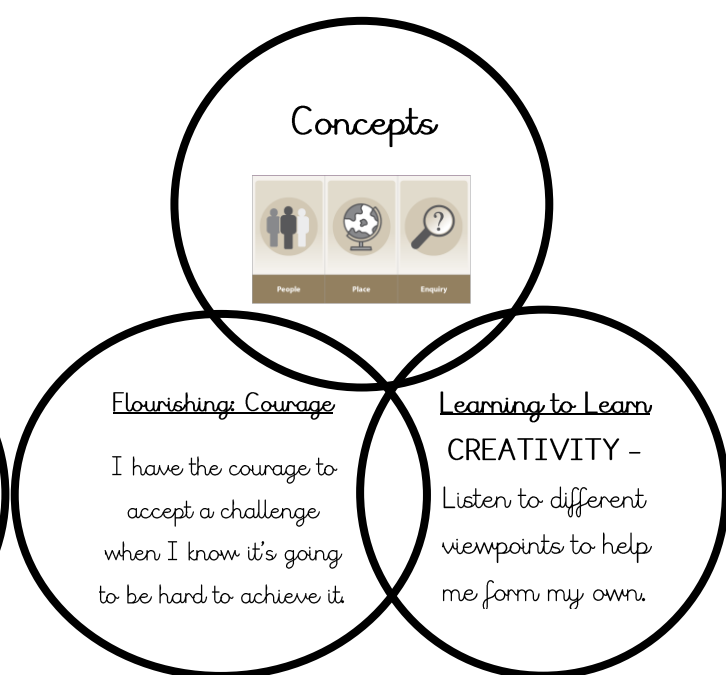 Concepts
?
People Place Enquiry
Flourishing: Courage
I have the courage to
accept a challenge
when I know it's going
to be hard to achieve it.
Learning to Learn
CREATIVITY –
Listen to different
viewpoints to help
me form my own.